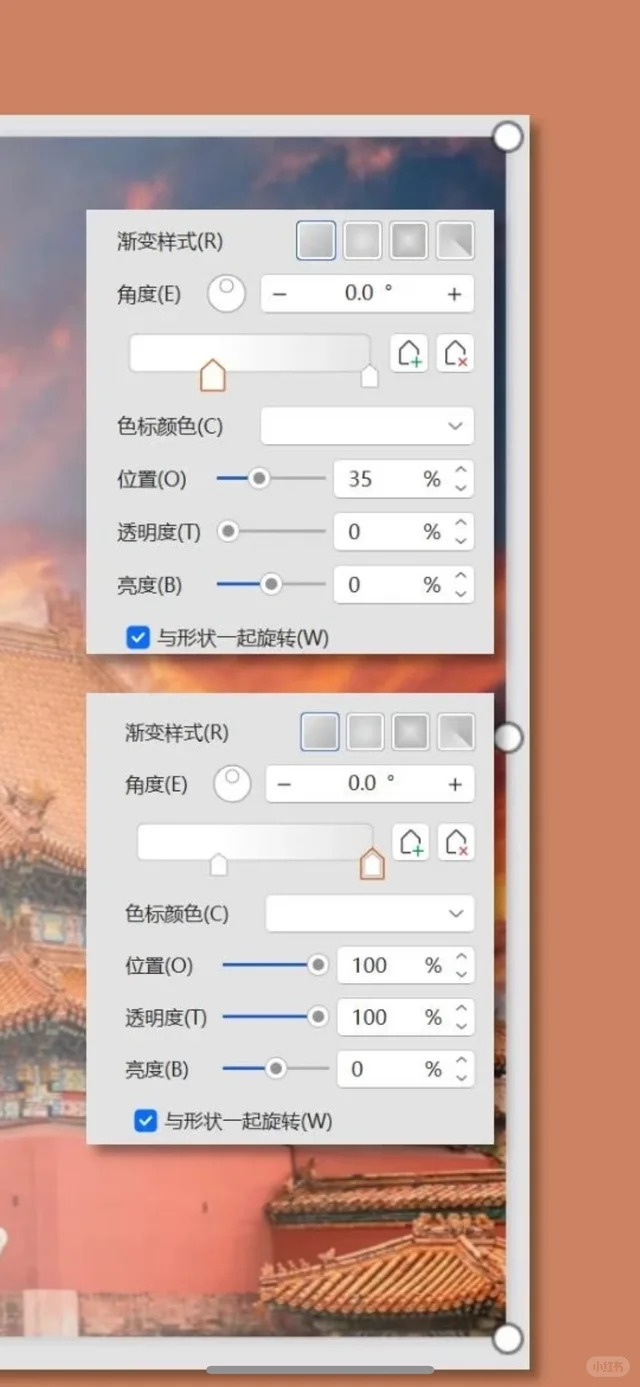 渐变样式(R)
角度(E) − 0.0 ° +
色标颜色(C)
位置(O) 35 %
透明度(T) 0 %
亮度(B) 0 %
与形状一起旋转(W)
渐变样式(R)
角度(E) − 0.0 ° +
色标颜色(C)
位置(O) 100 %
透明度(T) 100 %
亮度(B) 0 %
与形状一起旋转(W)
小红书